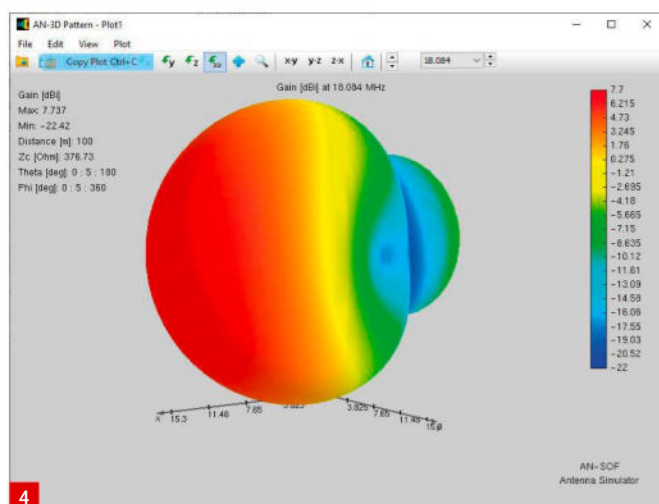 AN-3D Pattern - Plot1
File Edit View Plot
Copy Plot Ctrl+C
x-y y-z z-x
18.084
Gain [dBi] at 18.084 MHz
Gain [dBi]
Max: 7.737
Min: -22.42
Distance [m]: 100
Zc [Ohm]: 376.73
Theta [deg]: 0 : 5 : 180
Phi [deg]: 0 : 5 : 360
7.7
6.215
4.73
3.245
1.76
0.275
-1.21
-2.695
-4.18
-5.665
-7.15
-8.635
-10.12
-11.61
-13.09
-14.58
-16.06
-17.55
-19.03
-20.52
-22
15.3 11.48 7.65
3.825 7.65 11.48
AN-SOF
Antenna Simulator
4